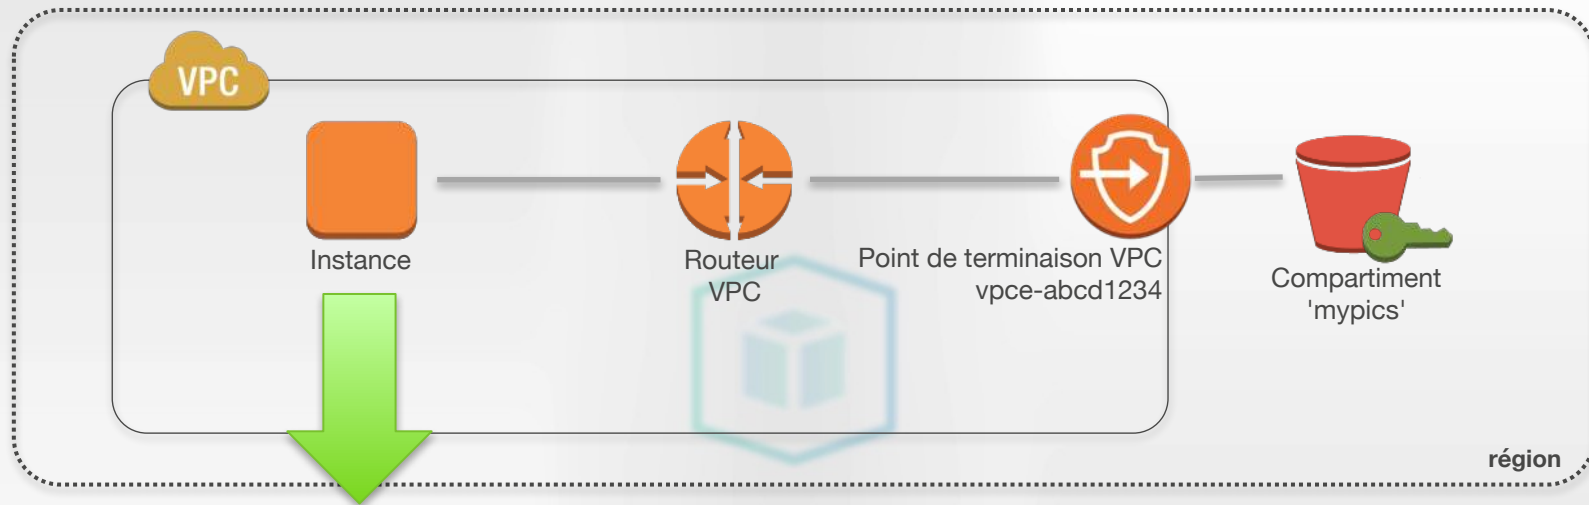 VPC
Instance
Routeur
VPC
Point de terminaison VPC
vpce-abcd1234
Compartiment
'mypics'
région